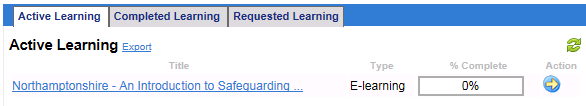 Active Learning Completed Learning Requested Learning
Active Learning Export
Title Type % Complete Action
Northamptonshire - An Introduction to Safeguarding ... E-learning 0%